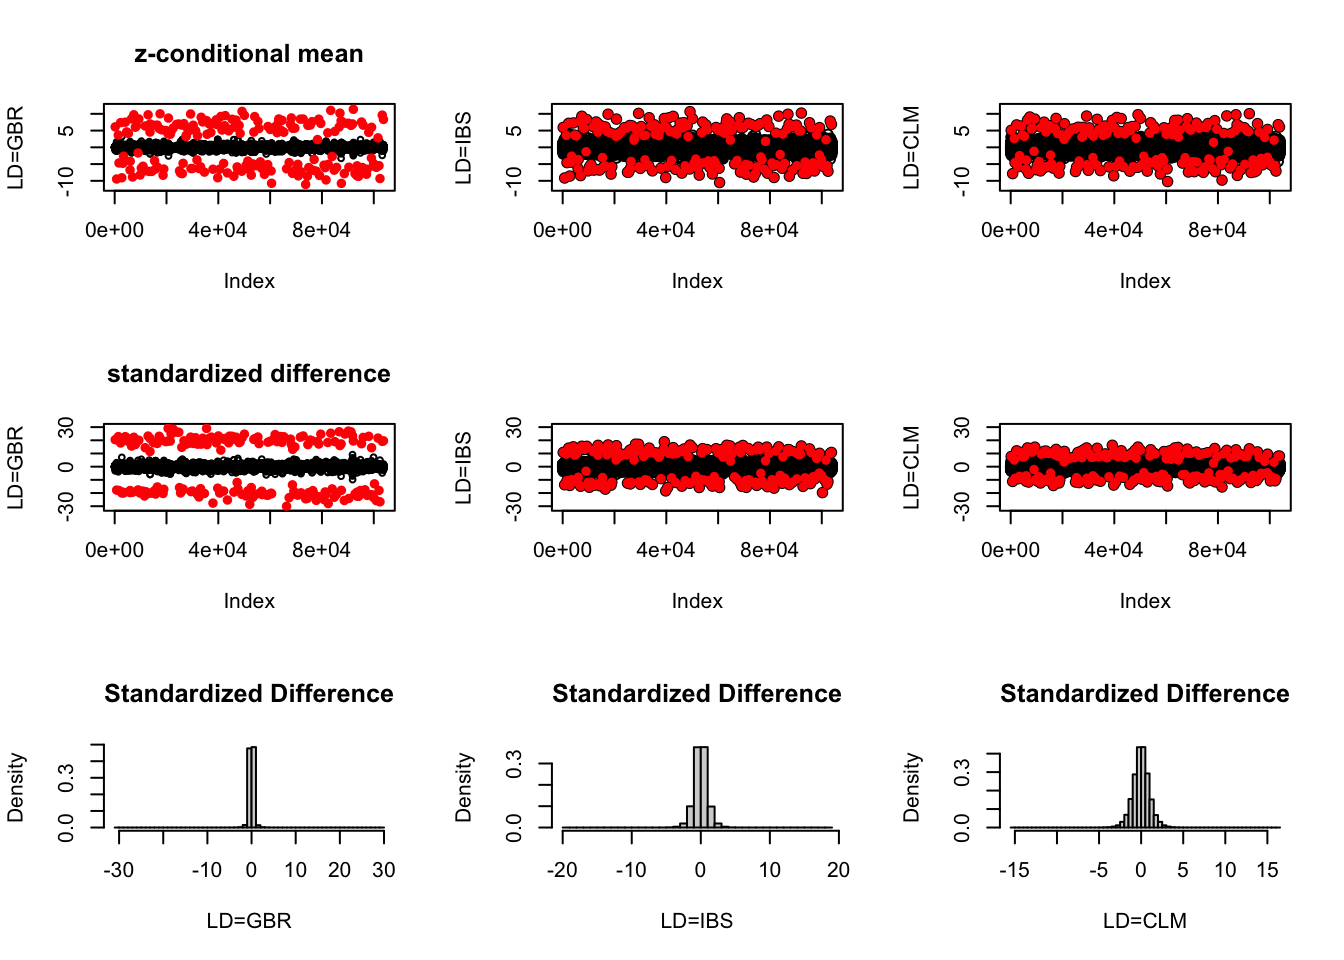 z-conditional mean
LD=GBR
5
-10
0e+00 4e+04 8e+04
Index
LD=IBS
5
-10
0e+00 4e+04 8e+04
Index
LD=CLM
5
-10
0e+00 4e+04 8e+04
Index
standardized difference
LD=GBR
30
0
-30
0e+00 4e+04 8e+04
Index
LD=IBS
30
0
-30
0e+00 4e+04 8e+04
Index
LD=CLM
30
0
-30
0e+00 4e+04 8e+04
Index
Standardized Difference
Density
0.3
0.0
-30 -10 0 10 20 30
LD=GBR
Standardized Difference
Density
0.3
0.0
-20 -10 0 10 20
LD=IBS
Standardized Difference
Density
0.3
0.0
-15 -5 0 5 10 15
LD=CLM